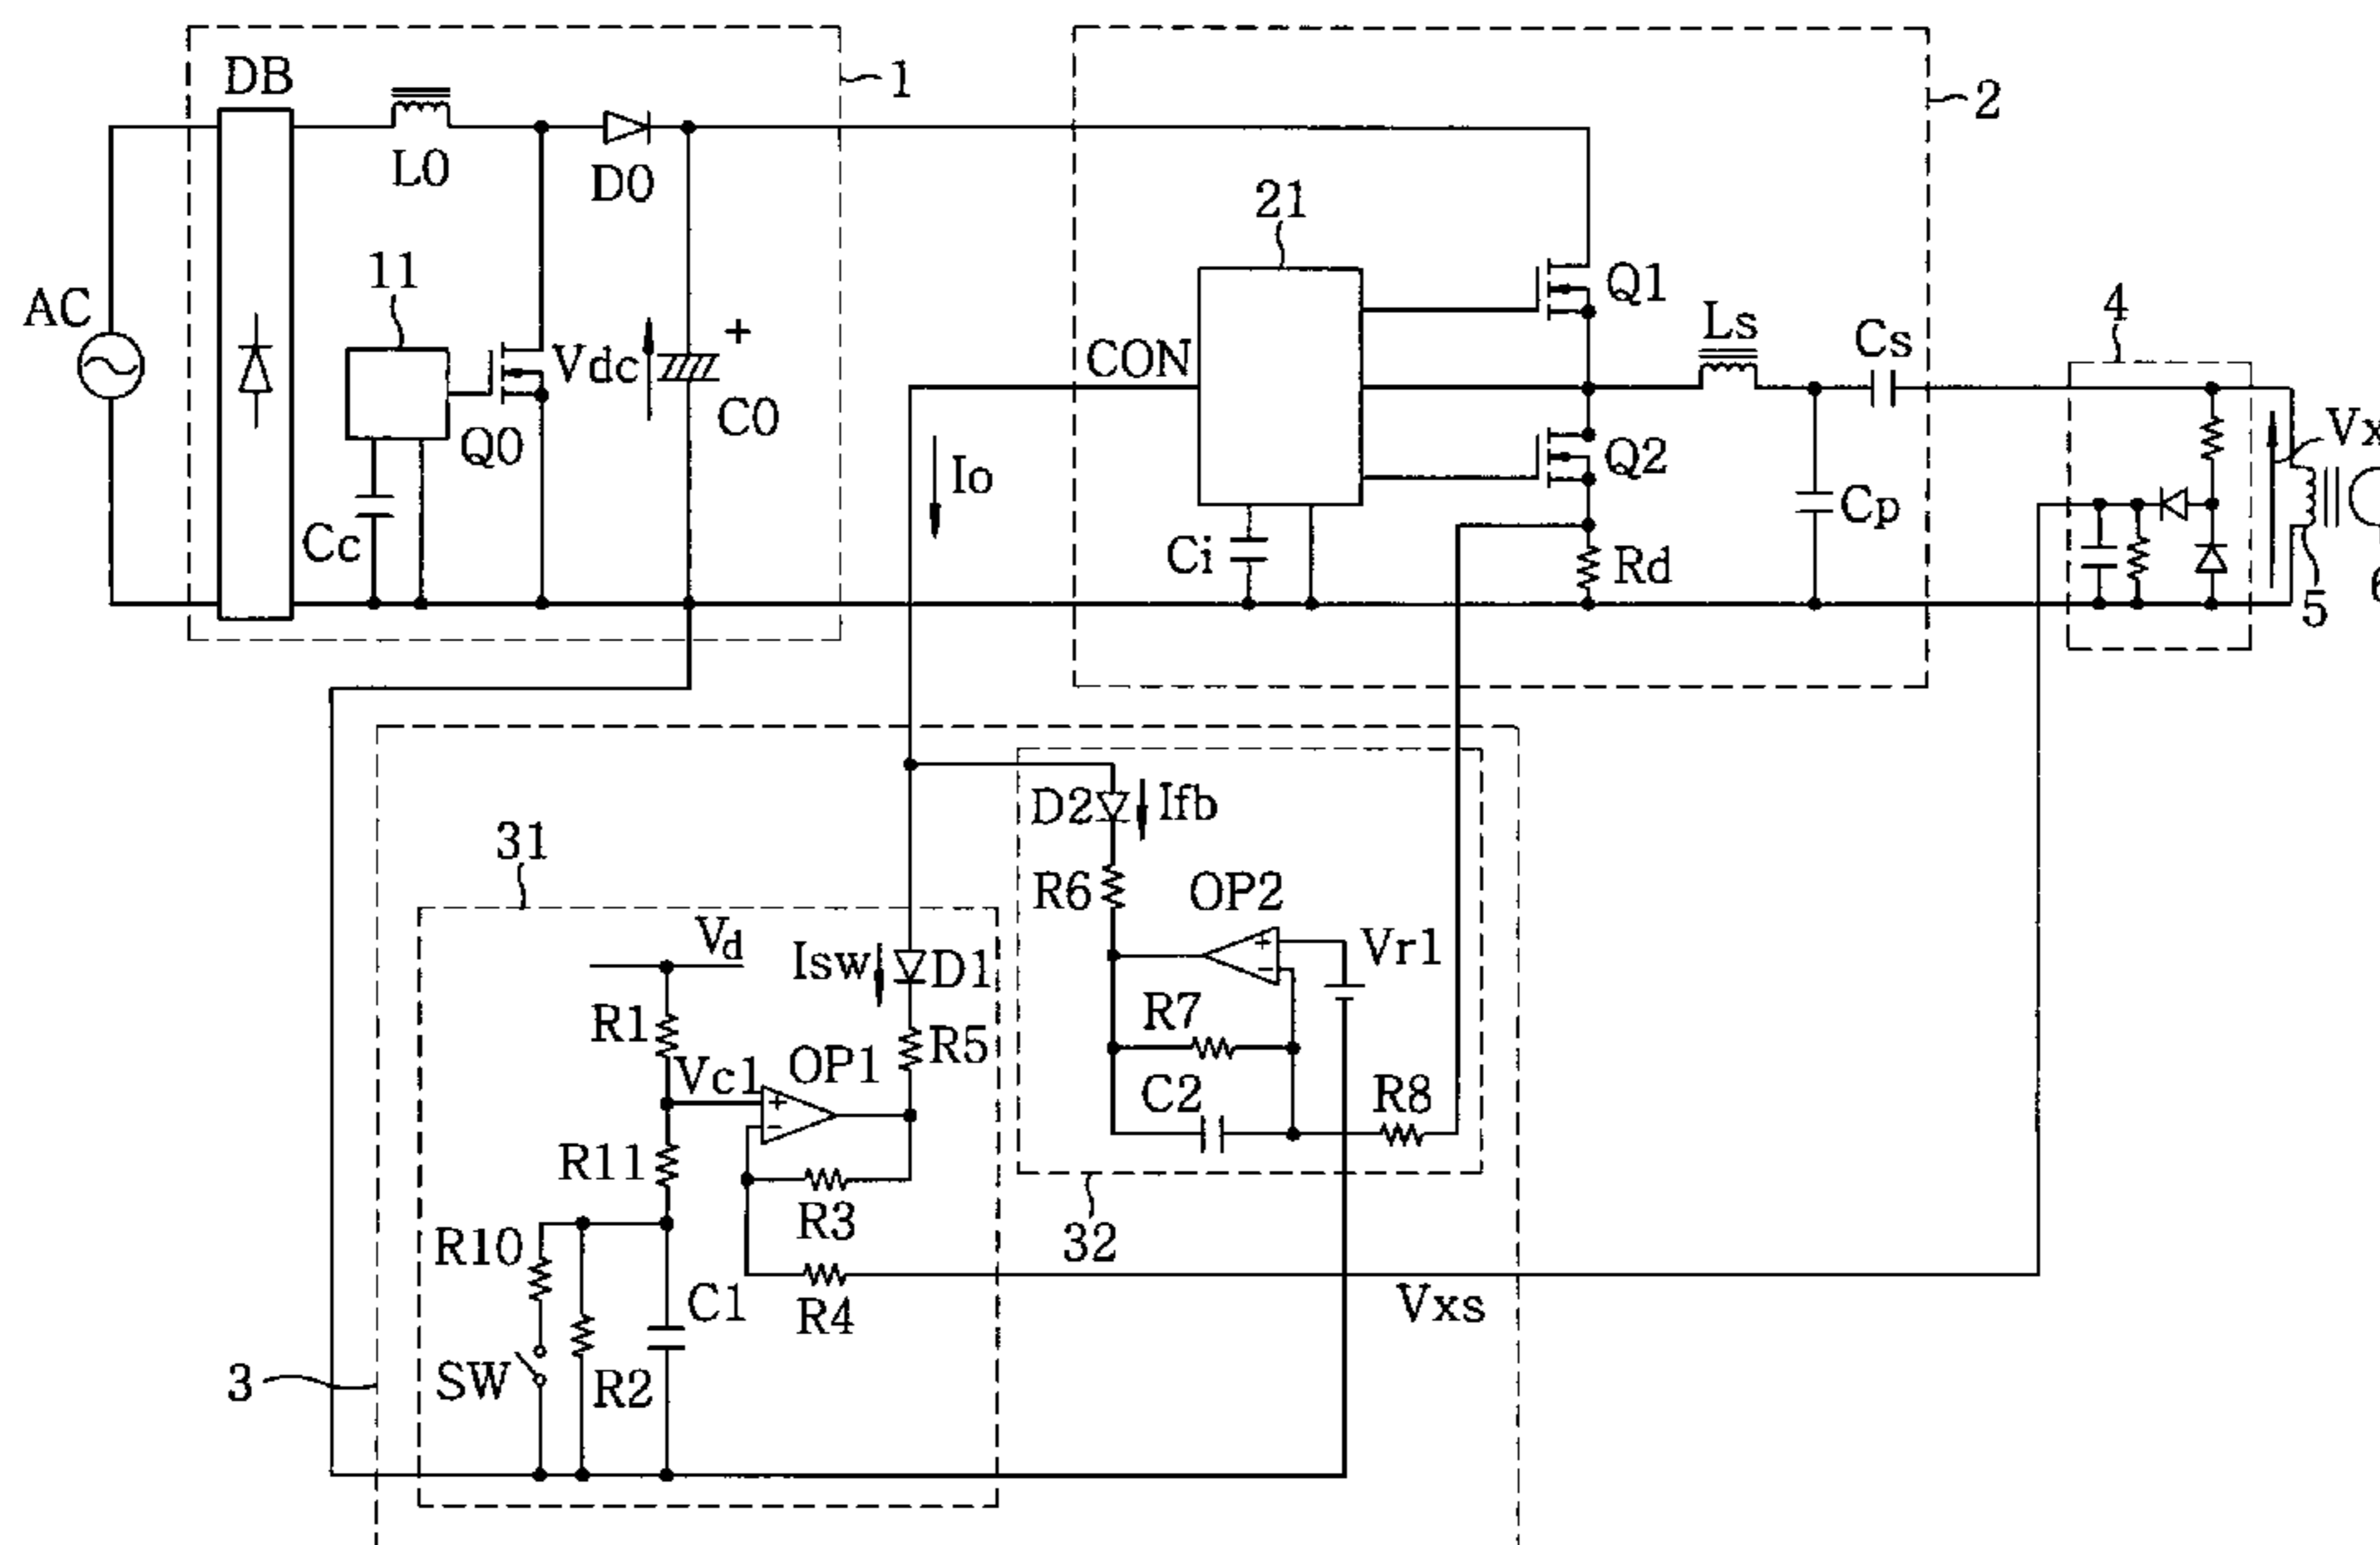 DB
1
2
L0
D0
21
11
AC
Q1
4
Ls
Cs
CON
Vdc
+
C0
Q0
Vx
Io
Q2
Cp
Cc
Ci
Rd
5
6
D2
Ifb
31
R6
OP2
Vd
Isw
D1
Vr1
+
-
R1
R7
R5
Vc1
OP1
+
-
C2
R8
R11
R3
R10
32
C1
R4
Vxs
3
SW
R2